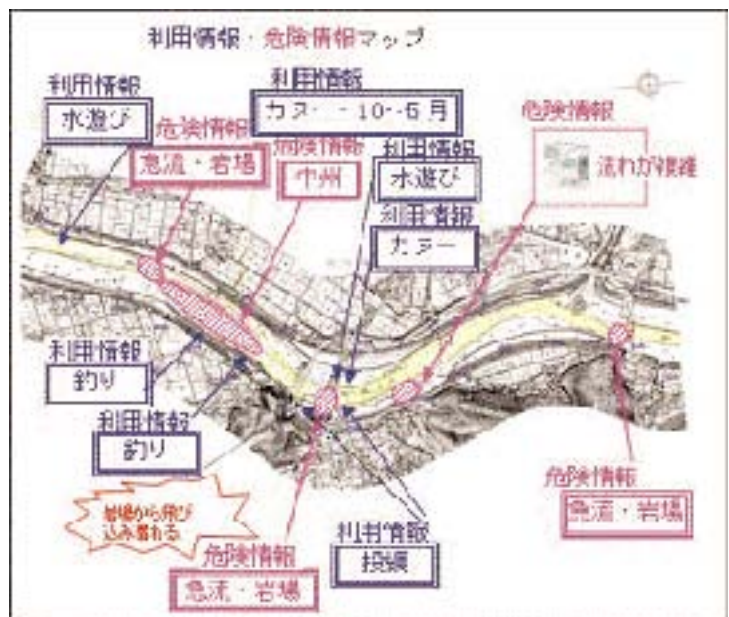 利用情報・危険情報マップ
利用情報
水遊び
利用情報
カヌー 10~5月
危険情報
急流・岩場
危険情報
中州
利用情報
水遊び
利用情報
カヌー
危険情報
流れが複雑
利用情報
釣り
利用情報
釣り
岩場から飛び
込み溺れる
危険情報
急流・岩場
利用情報
投網
危険情報
急流・岩場